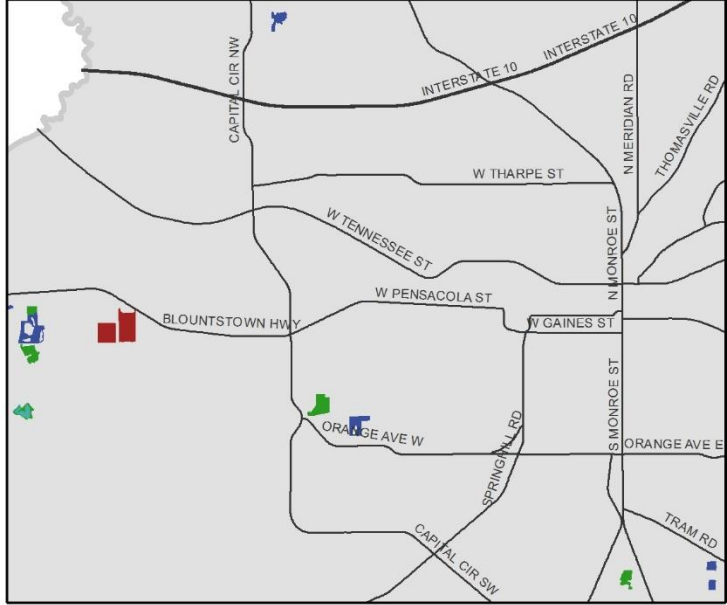 CAPITAL CIR NW
INTERSTATE 10
INTERSTATE 10
N MERIDIAN RD
THOMASVILLE RD
W THARPE ST
W TENNESSEE ST
N MONROE ST
W PENSACOLA ST
BLOUNTSTOWN HWY
W GAINES ST
S MONROE ST
ORANGE AVE W
ORANGE AVE E
SPRINGHILL RD
CAPITAL CIR SW
TRAM RD